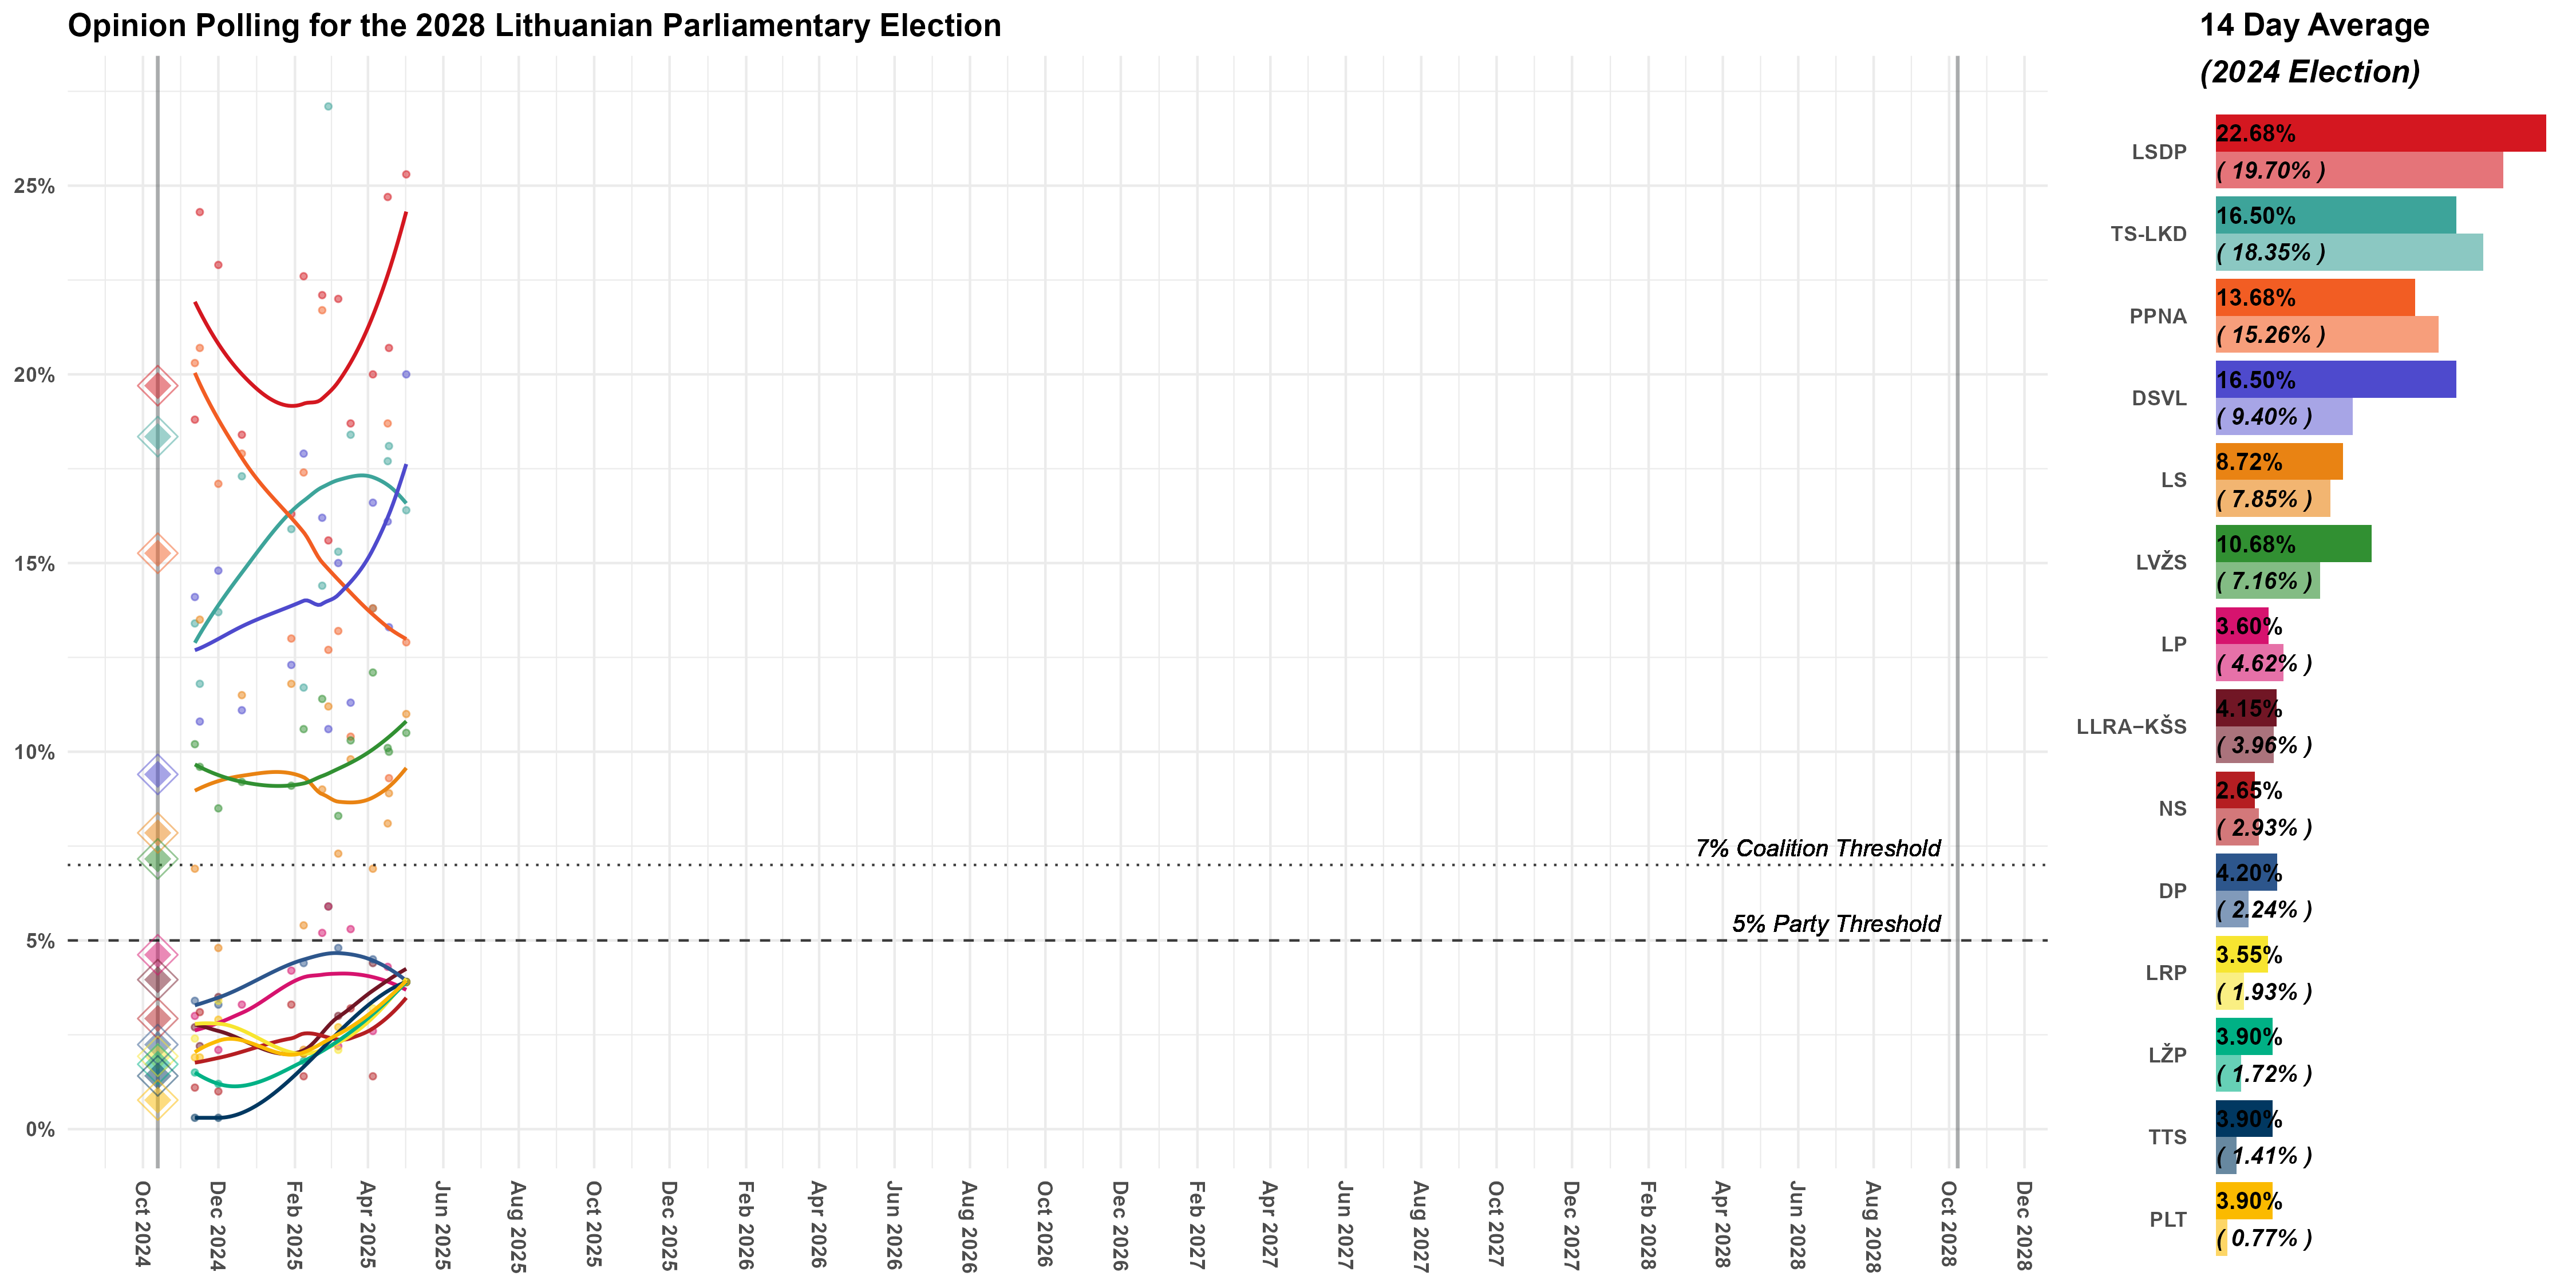 Opinion Polling for the 2028 Lithuanian Parliamentary Election
25%
20%
15%
10%
5%
0%
7% Coalition Threshold
5% Party Threshold
Oct 2024
Dec 2024
Feb 2025
Apr 2025
Jun 2025
Aug 2025
Oct 2025
Dec 2025
Feb 2026
Apr 2026
Jun 2026
Aug 2026
Oct 2026
Dec 2026
Feb 2027
Apr 2027
Jun 2027
Aug 2027
Oct 2027
Dec 2027
Feb 2028
Apr 2028
Jun 2028
Aug 2028
Oct 2028
Dec 2028
14 Day Average
(2024 Election)
LSDP
22.68%
( 19.70% )
TS-LKD
16.50%
( 18.35% )
PPNA
13.68%
( 15.26% )
DSVL
16.50%
( 9.40% )
LS
8.72%
( 7.85% )
LVŽS
10.68%
( 7.16% )
LP
3.60%
( 4.62% )
LLRA−KŠS
4.15%
( 3.96% )
NS
2.65%
( 2.93% )
DP
4.20%
( 2.24% )
LRP
3.55%
( 1.93% )
LŽP
3.90%
( 1.72% )
TTS
3.90%
( 1.41% )
PLT
3.90%
( 0.77% )